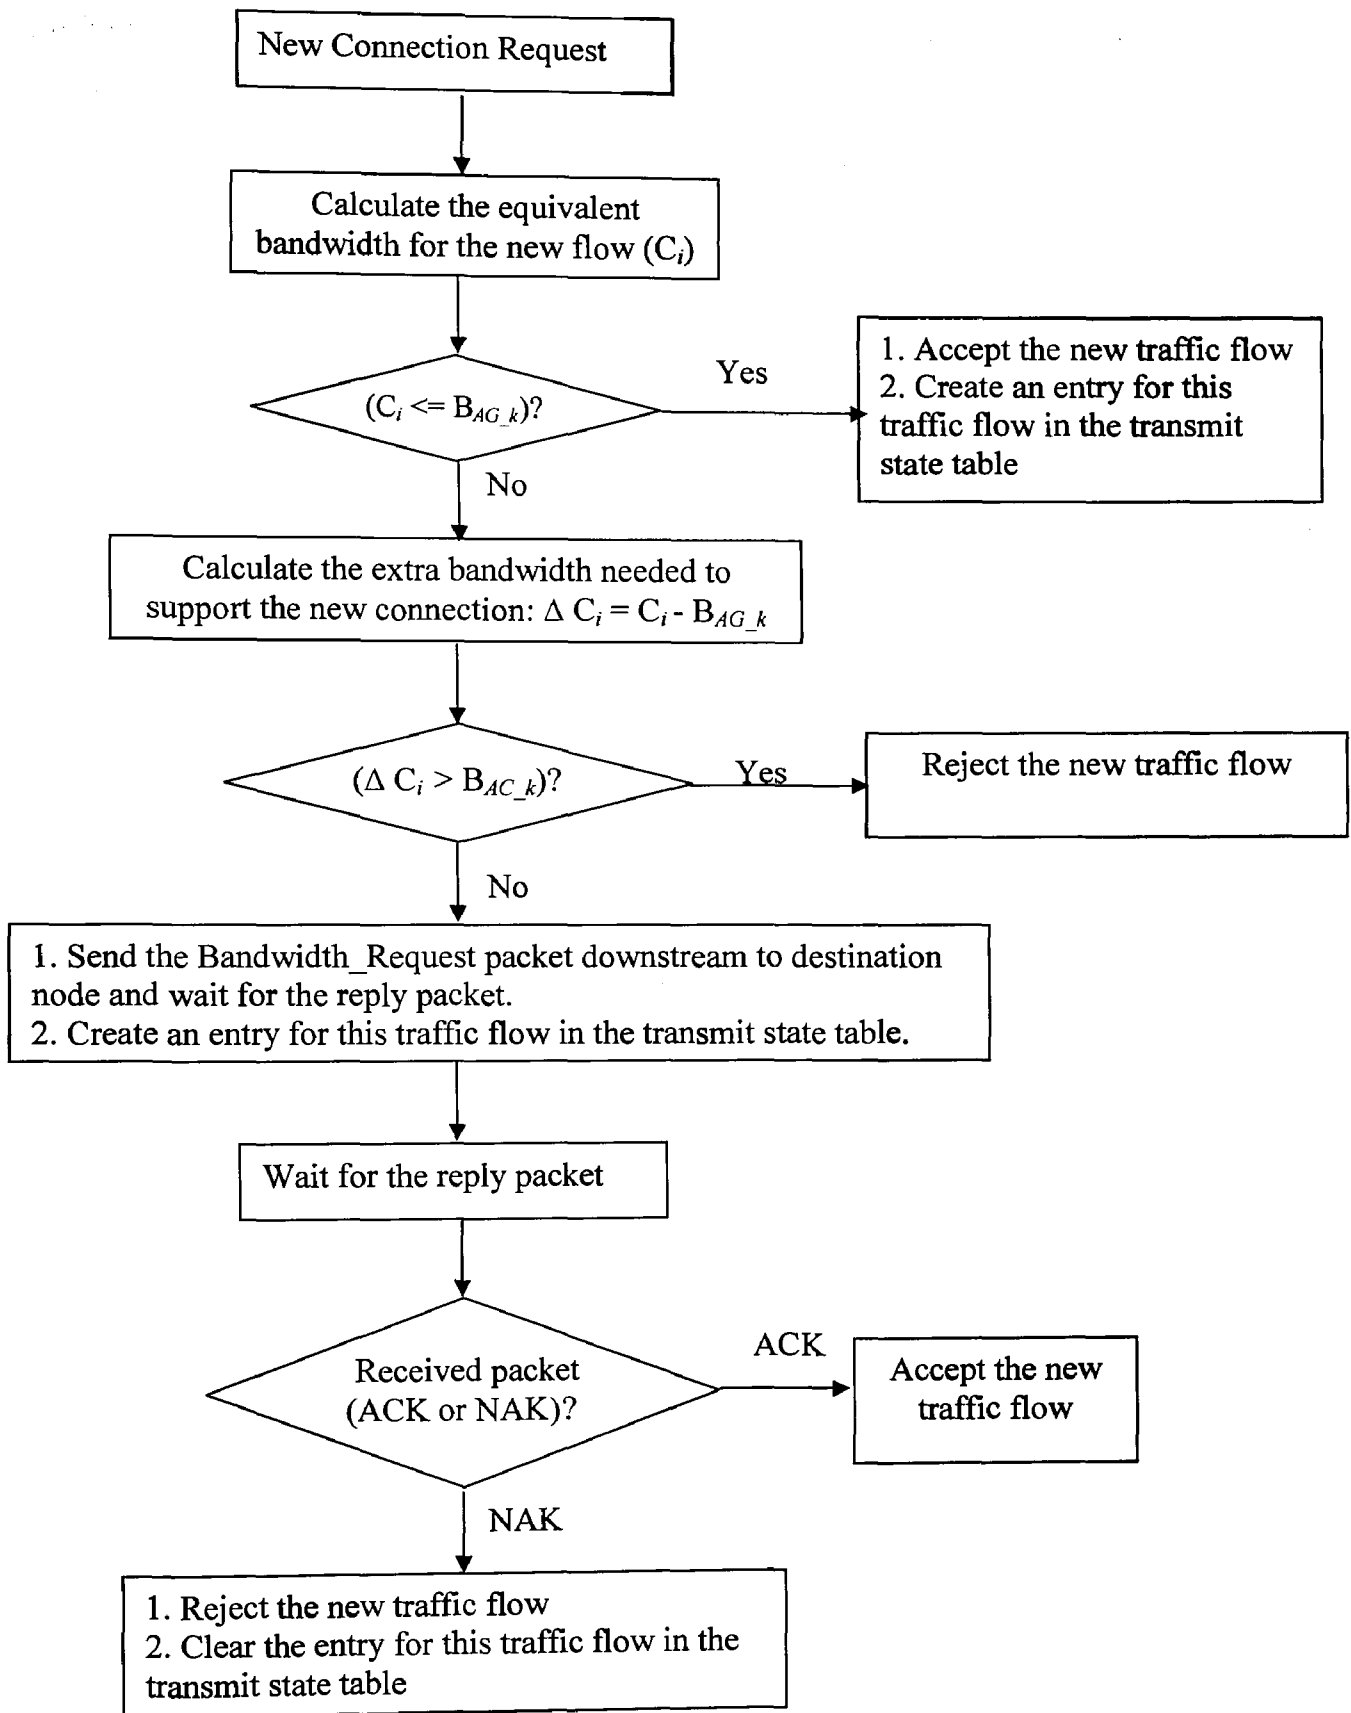 New Connection Request
Calculate the equivalent
bandwidth for the new flow (Ci)
(Ci <= BAG_k)?
Yes
1. Accept the new traffic flow
2. Create an entry for this
traffic flow in the transmit
state table
No
Calculate the extra bandwidth needed to
support the new connection: Δ Ci = Ci - BAG_k
(Δ Ci > BAC_k)?
Yes
Reject the new traffic flow
No
1. Send the Bandwidth_Request packet downstream to destination
node and wait for the reply packet.
2. Create an entry for this traffic flow in the transmit state table.
Wait for the reply packet
Received packet
(ACK or NAK)?
ACK
Accept the new
traffic flow
NAK
1. Reject the new traffic flow
2. Clear the entry for this traffic flow in the
transmit state table